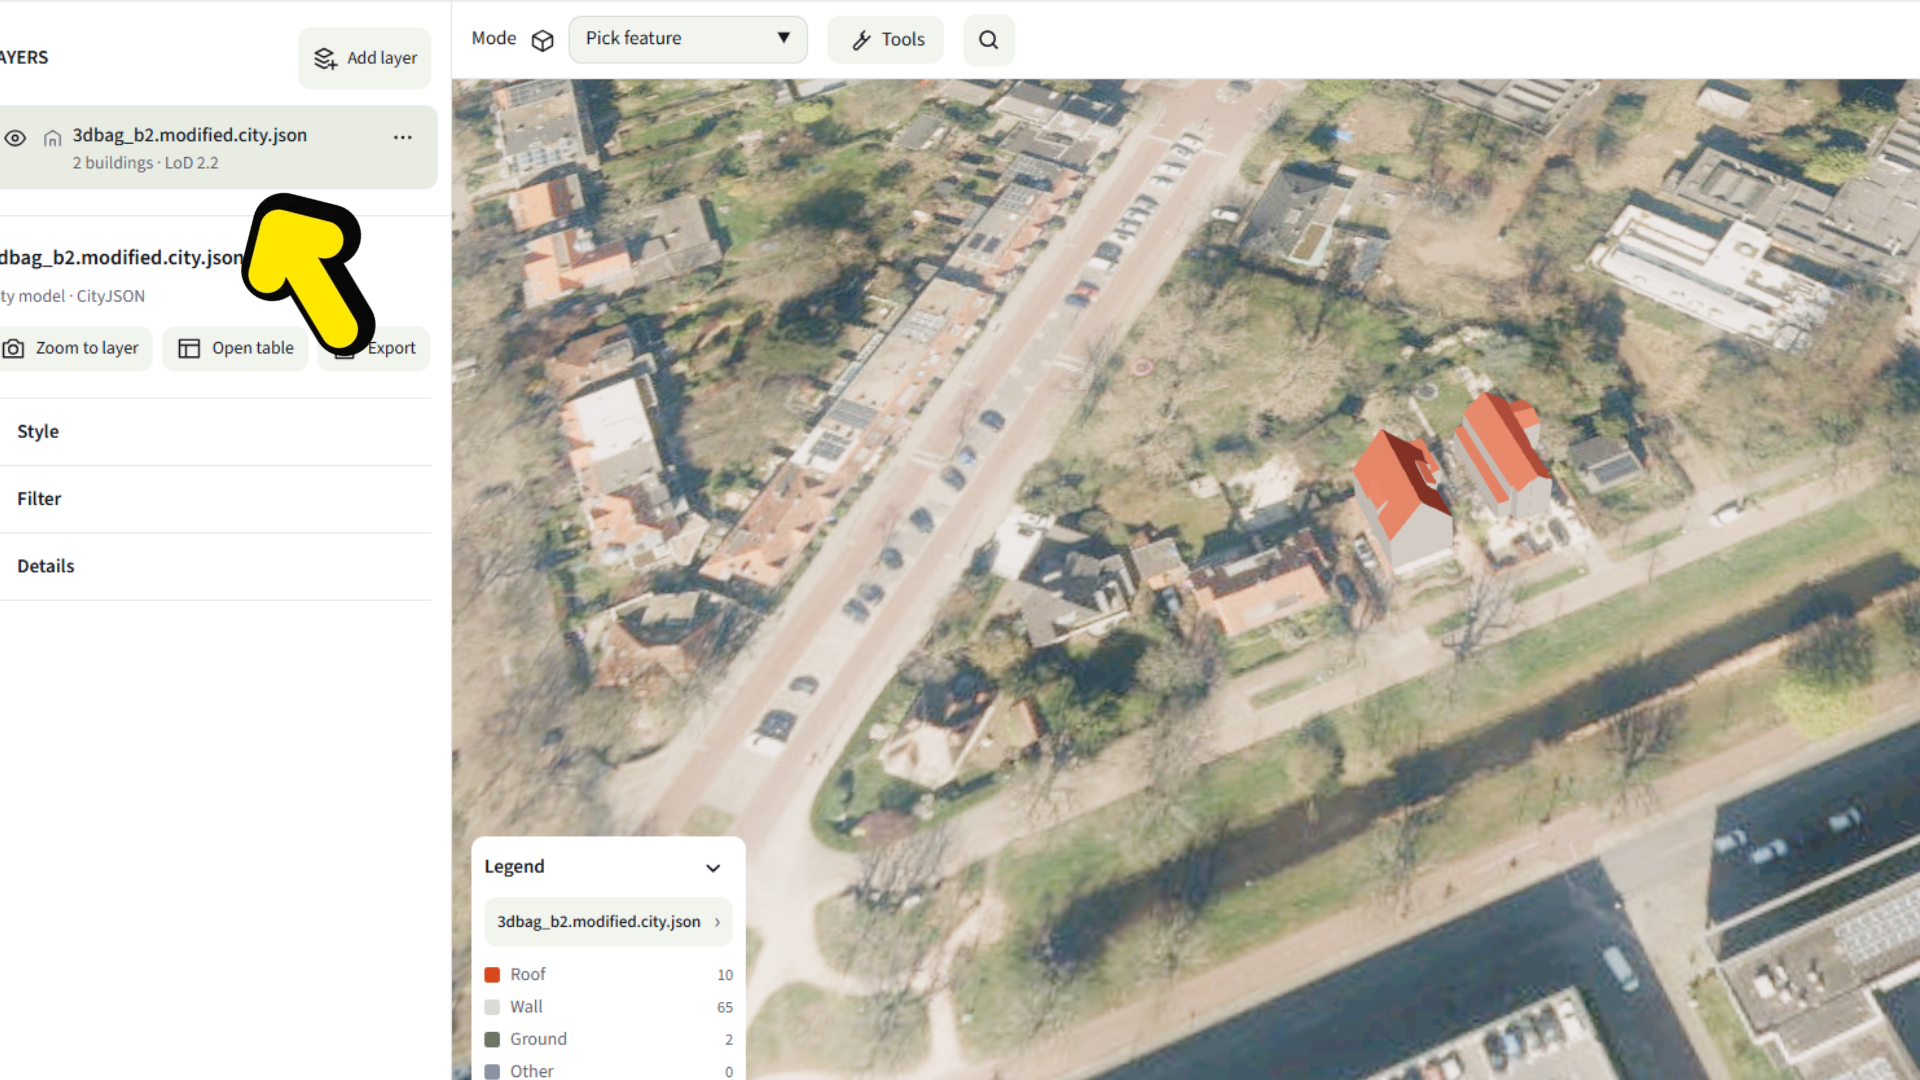 AYERS
Add layer
3dbag_b2.modified.city.json
2 buildings · LoD 2.2
dbag_b2.modified.city.json
ty model · CityJSON
Zoom to layer
Open table
Export
Style
Filter
Details
Mode
Pick feature
Tools
Legend
3dbag_b2.modified.city.json
Roof 10
Wall 65
Ground 2
Other 0